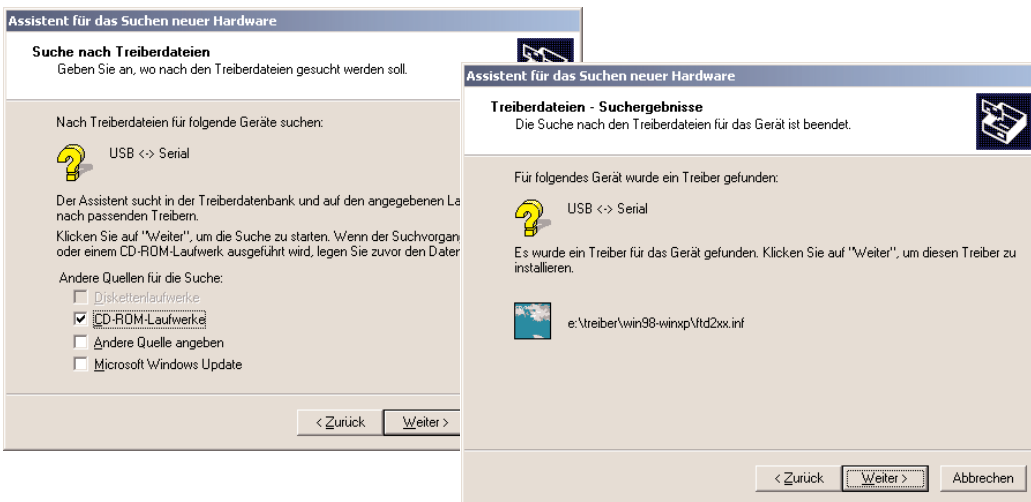 Assistent für das Suchen neuer Hardware
Suche nach Treiberdateien
Geben Sie an, wo nach den Treiberdateien gesucht werden soll.
Nach Treiberdateien für folgende Geräte suchen:
USB <-> Serial
Der Assistent sucht in der Treiberdatenbank und auf den angegebenen
nach passenden Treibern.
Klicken Sie auf "Weiter", um die Suche zu starten. Wenn der
oder einem CD-ROM-Laufwerk ausgeführt wird, legen Sie zuvor den
Andere Quellen für die Suche:
Diskettenlaufwerke
CD-ROM-Laufwerke
Andere Quelle angeben
Microsoft Windows Update
< Zurück
Weiter >
Assistent für das Suchen neuer Hardware
Treiberdateien - Suchergebnisse
Die Suche nach den Treiberdateien für das Gerät ist beendet.
Für folgendes Gerät wurde ein Treiber gefunden:
USB <-> Serial
Es wurde ein Treiber für das Gerät gefunden. Klicken Sie auf "Weiter", um diesen Treiber zu
installieren.
e:\treiber\win98-winxp\ftd2xx.inf
< Zurück
Weiter >
Abbrechen